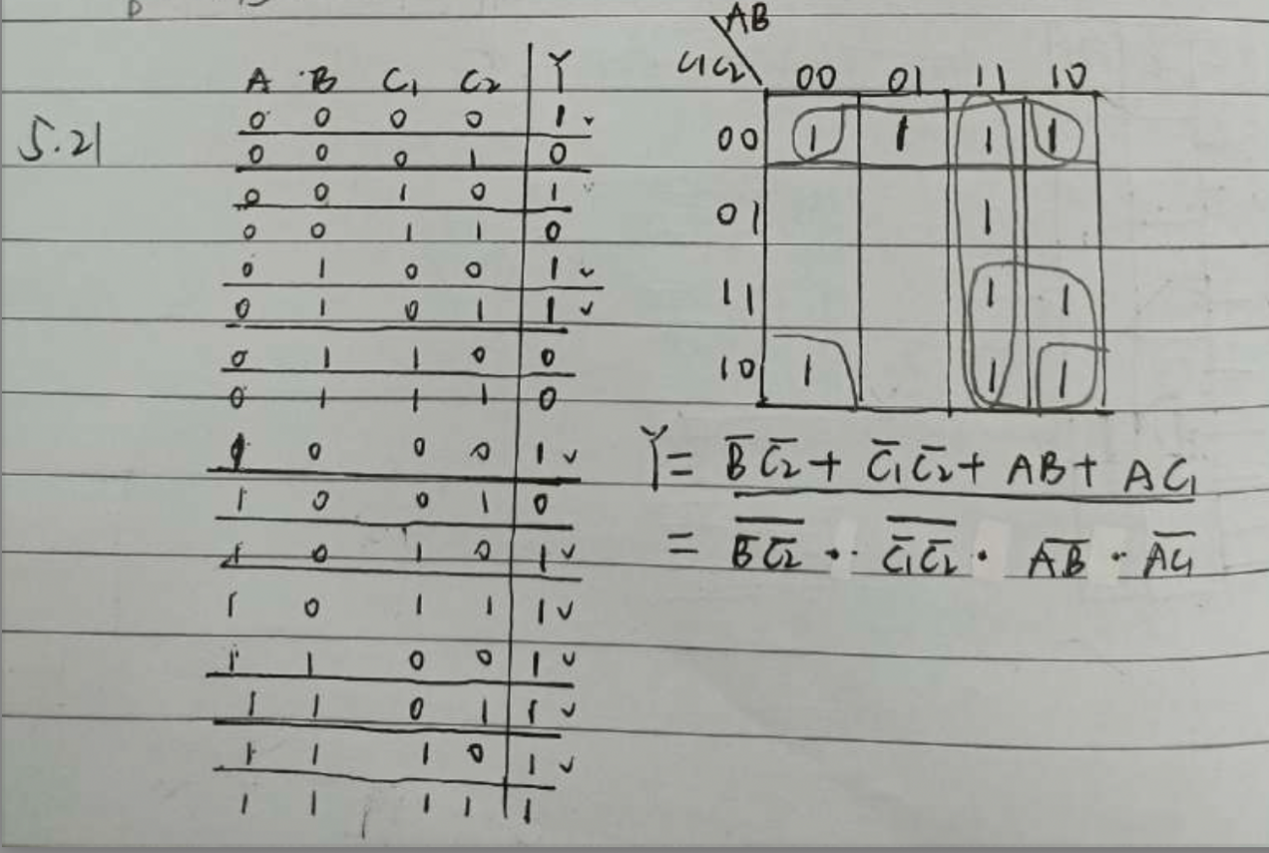 AB
C₁C₂ 00 01 11 10
A B C₁ C₂ Y
5.21
0 0 0 0 1 ✓
0 0 0 1 0
0 0 1 0 1 ✓
0 0 1 1 0
0 1 0 0 1 ✓
0 1 0 1 1 ✓
0 1 1 0 0
0 1 1 1 0
1 0 0 0 1 ✓
1 0 0 1 0
1 0 1 0 1 ✓
1 0 1 1 1 ✓
1 1 0 0 1 ✓
1 1 0 1 1 ✓
1 1 1 0 1 ✓
1 1 1 1 1
00 1 1 1 1
01 1
11 1 1
10 1 1 1
Y = B̅ C̅₂ + C̅₁C̅₂ + AB + AC₁
= \overline{B̅ C̅₂} · · \overline{C̅₁C̅₂} · \overline{AB} · · \overline{AC₁}